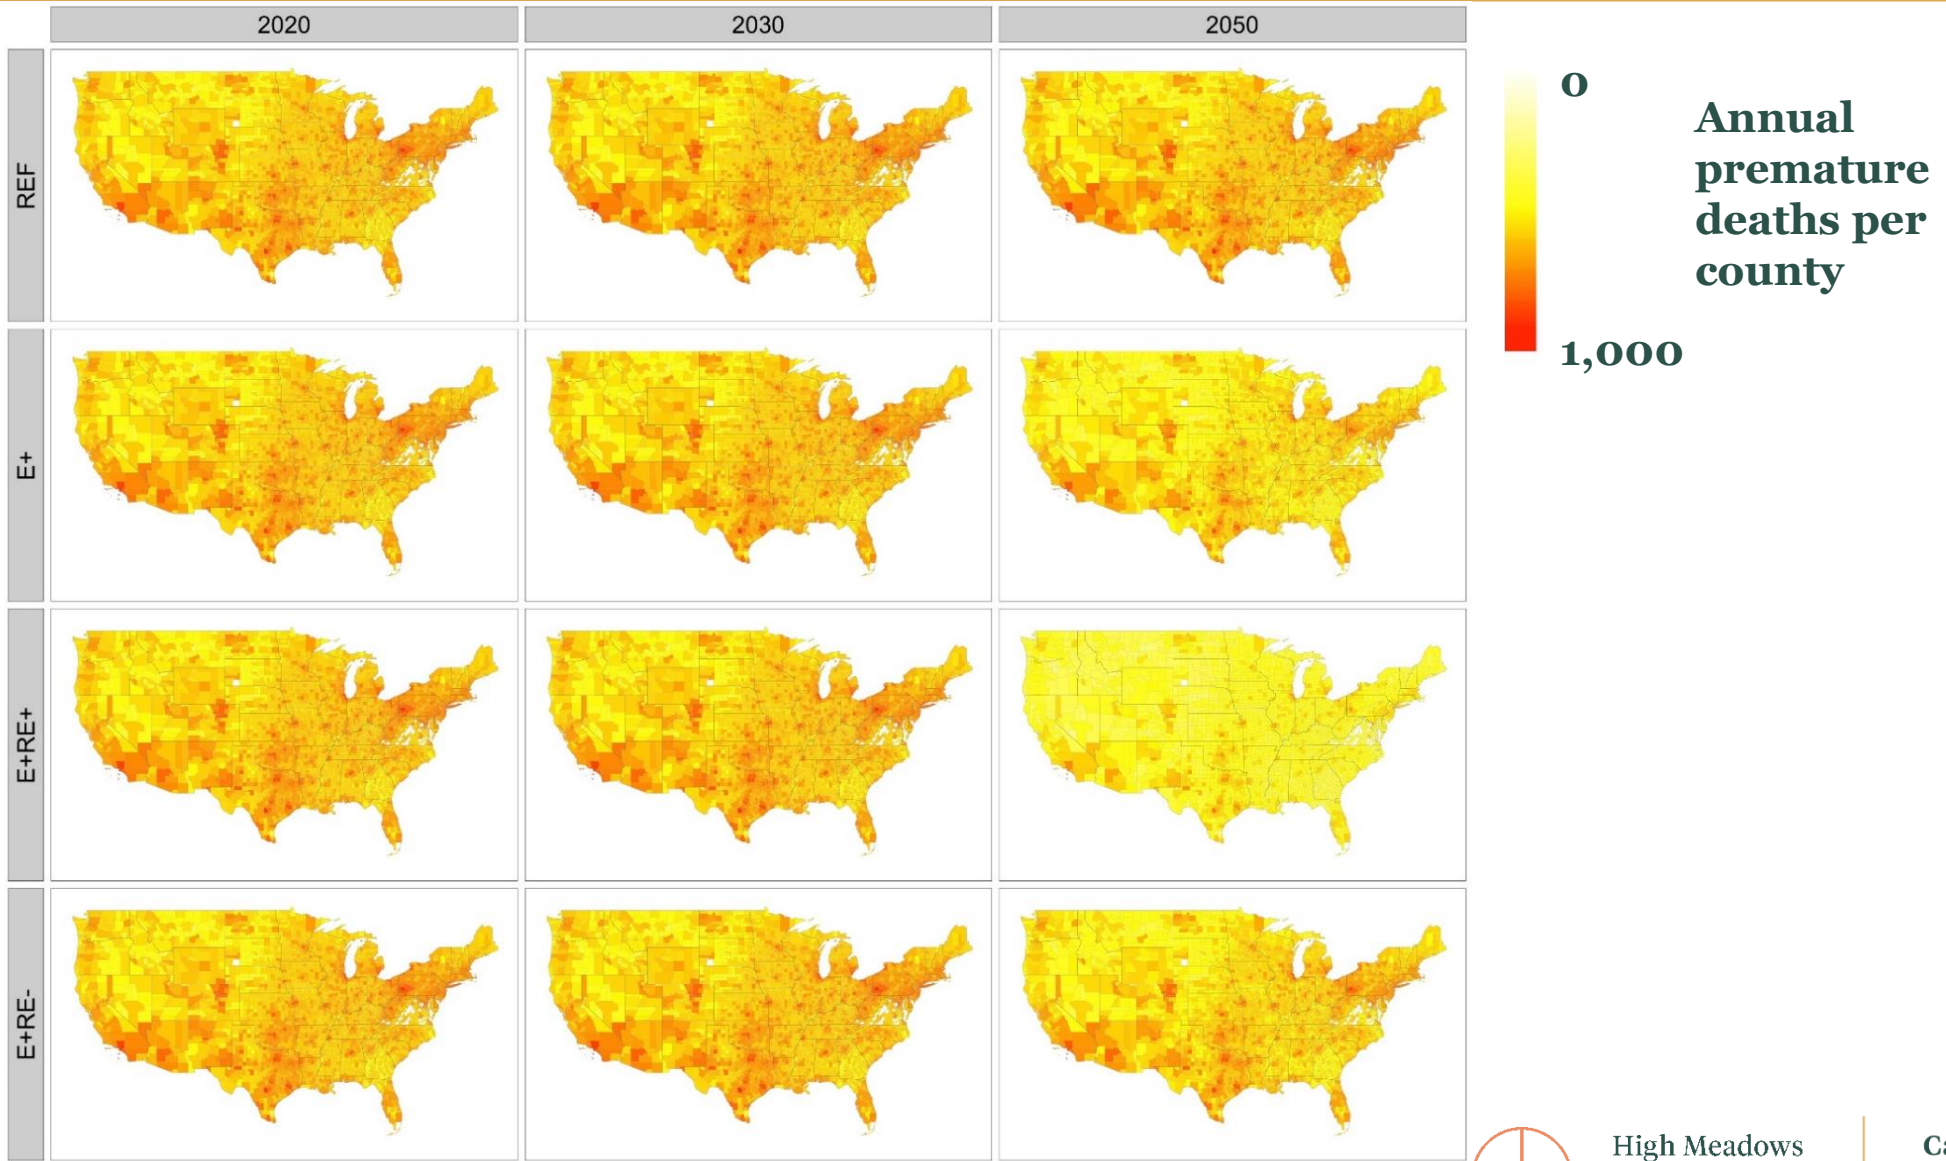 2020
2030
2050
REF
E+
E+RE+
E+RE-
0
1,000
Annual
premature
deaths per
county
High Meadows